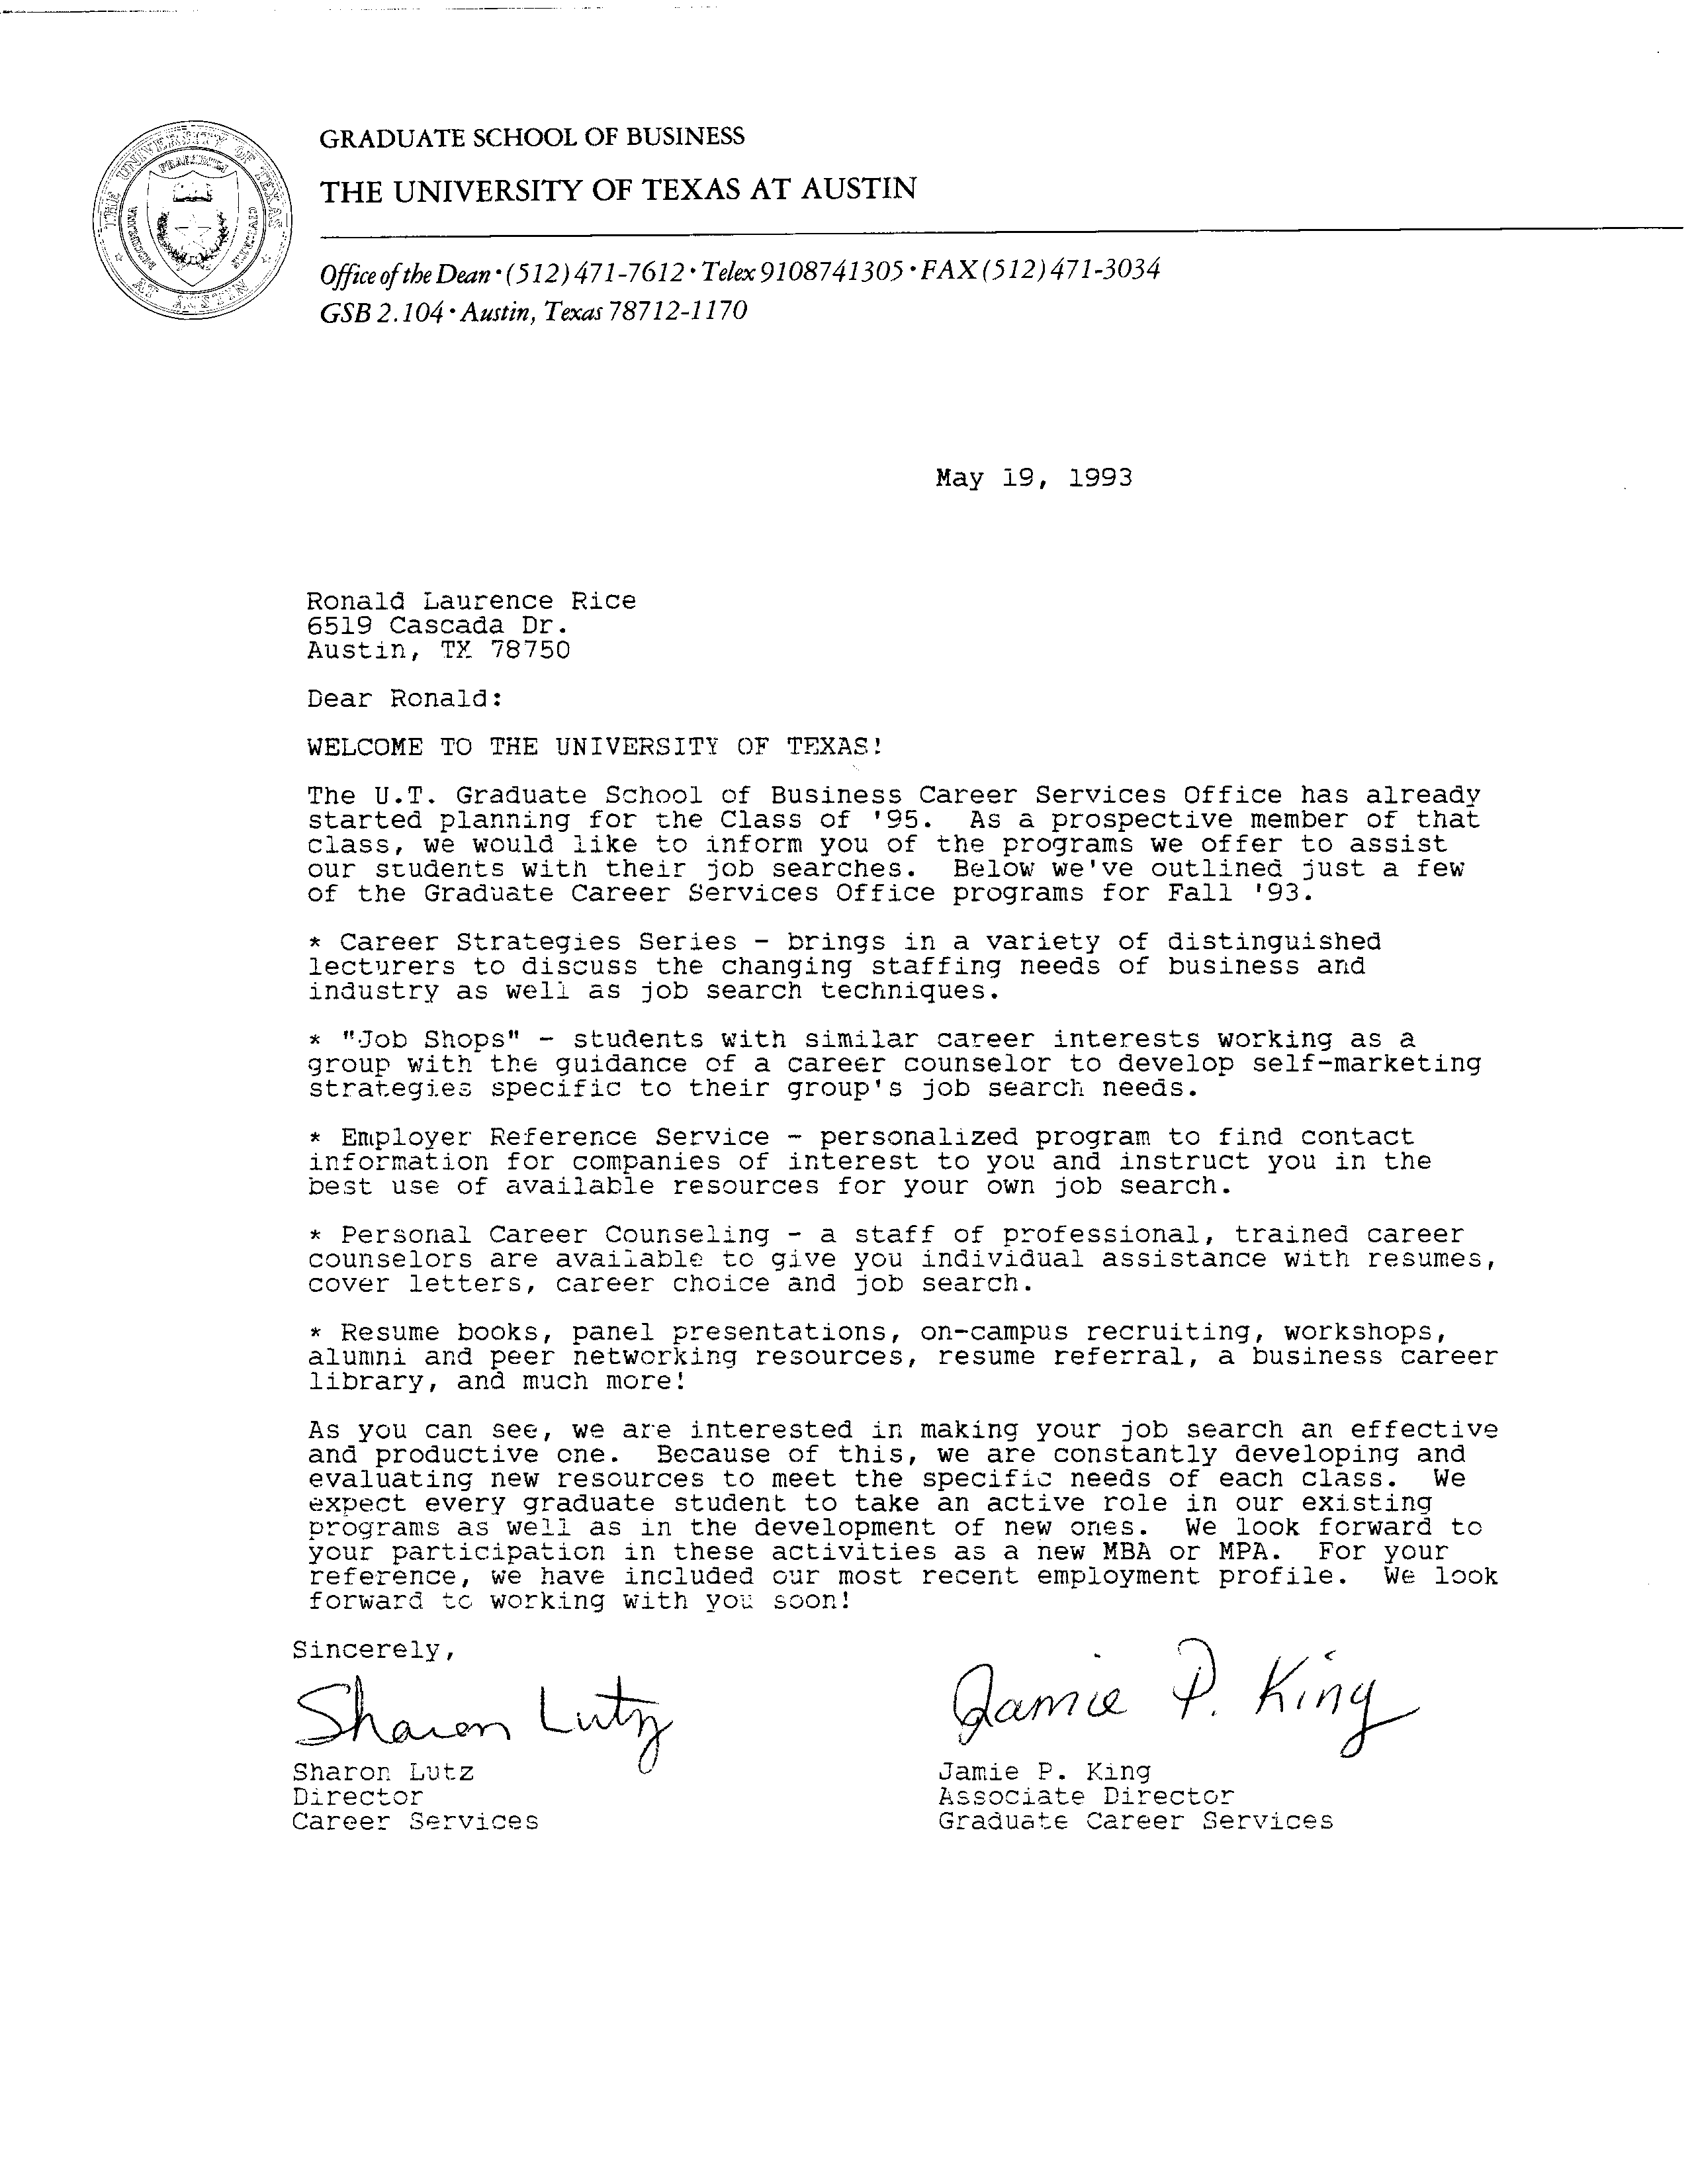 THE UNIVERSITY OF TEXAS
AT AUSTIN
GRADUATE SCHOOL OF BUSINESS
THE UNIVERSITY OF TEXAS AT AUSTIN
Office of the Dean • (512) 471-7612 • Telex 9108741305 • FAX (512) 471-3034
GSB 2.104 • Austin, Texas 78712-1170
May 19, 1993
Ronald Laurence Rice
6519 Cascada Dr.
Austin, TX 78750
Dear Ronald:
WELCOME TO THE UNIVERSITY OF TEXAS!
The U.T. Graduate School of Business Career Services Office has already
started planning for the Class of '95.  As a prospective member of that
class, we would like to inform you of the programs we offer to assist
our students with their job searches.  Below we've outlined just a few
of the Graduate Career Services Office programs for Fall '93.
* Career Strategies Series - brings in a variety of distinguished
lecturers to discuss the changing staffing needs of business and
industry as well as job search techniques.
* "Job Shops" - students with similar career interests working as a
group with the guidance of a career counselor to develop self-marketing
strategies specific to their group's job search needs.
* Employer Reference Service - personalized program to find contact
information for companies of interest to you and instruct you in the
best use of available resources for your own job search.
* Personal Career Counseling - a staff of professional, trained career
counselors are available to give you individual assistance with resumes,
cover letters, career choice and job search.
* Resume books, panel presentations, on-campus recruiting, workshops,
alumni and peer networking resources, resume referral, a business career
library, and much more!
As you can see, we are interested in making your job search an effective
and productive one.  Because of this, we are constantly developing and
evaluating new resources to meet the specific needs of each class.  We
expect every graduate student to take an active role in our existing
programs as well as in the development of new ones.  We look forward to
your participation in these activities as a new MBA or MPA.  For your
reference, we have included our most recent employment profile.  We look
forward to working with you soon!
Sincerely,
Sharon Lutz
Jamie P. King
Sharon Lutz
Jamie P. King
Director
Associate Director
Career Services
Graduate Career Services